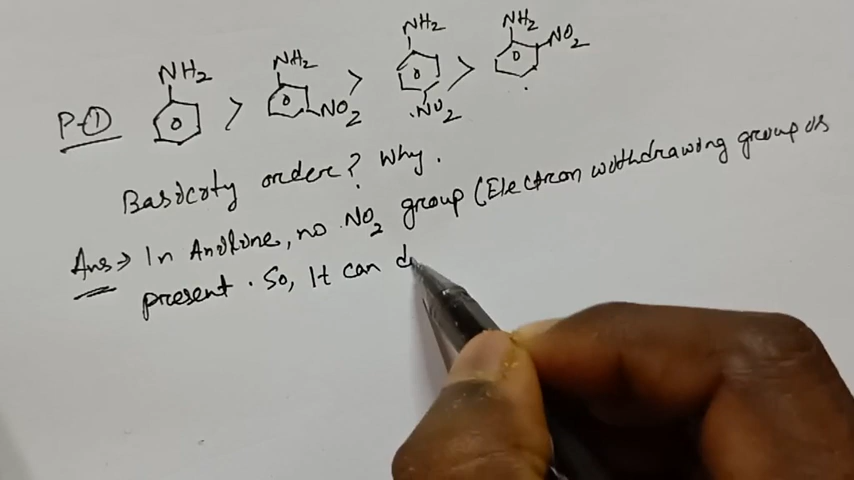 NH2 NH2 NH2 NH2
P-① > NO2 > NO2 > NO2
Basicity order? Why.
Ans → In Aniline, no NO2 group (Electron withdrawing group is
present. So, It can d